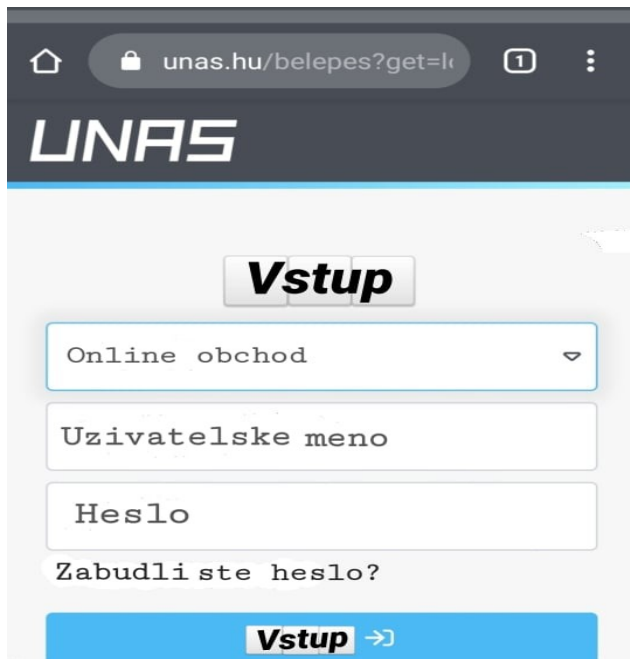 unas.hu/belepes?get=l
1
UNAS
Vstup
Online obchod
Uzivatelske meno
Heslo
Zabudli ste heslo?
Vstup